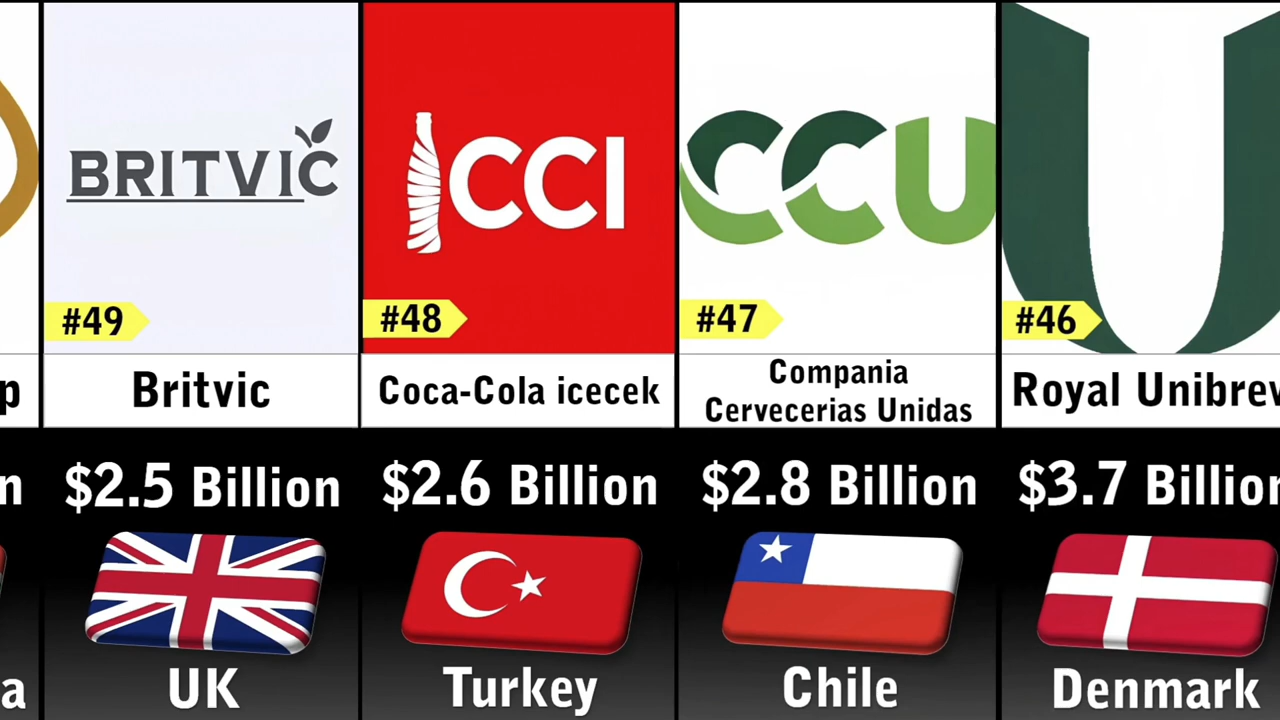 BRITVIC
#49
Britvic
$2.5 Billion
UK
CCI
#48
Coca-Cola icecek
$2.6 Billion
Turkey
CCU
#47
Compania
Cervecerias Unidas
$2.8 Billion
Chile
#46
Royal Unibrew
$3.7 Billion
Denmark